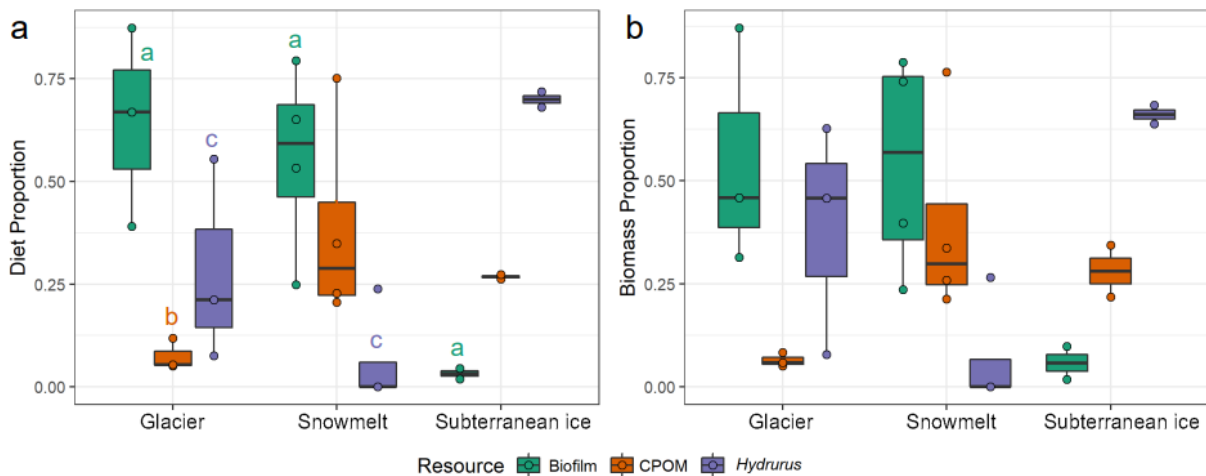 a
b
Diet Proportion
0.75
0.50
0.25
0.00
a
b
c
a
c
a
Glacier
Snowmelt
Subterranean ice
Biomass Proportion
0.75
0.50
0.25
0.00
Glacier
Snowmelt
Subterranean ice
Resource Biofilm CPOM Hydrurus